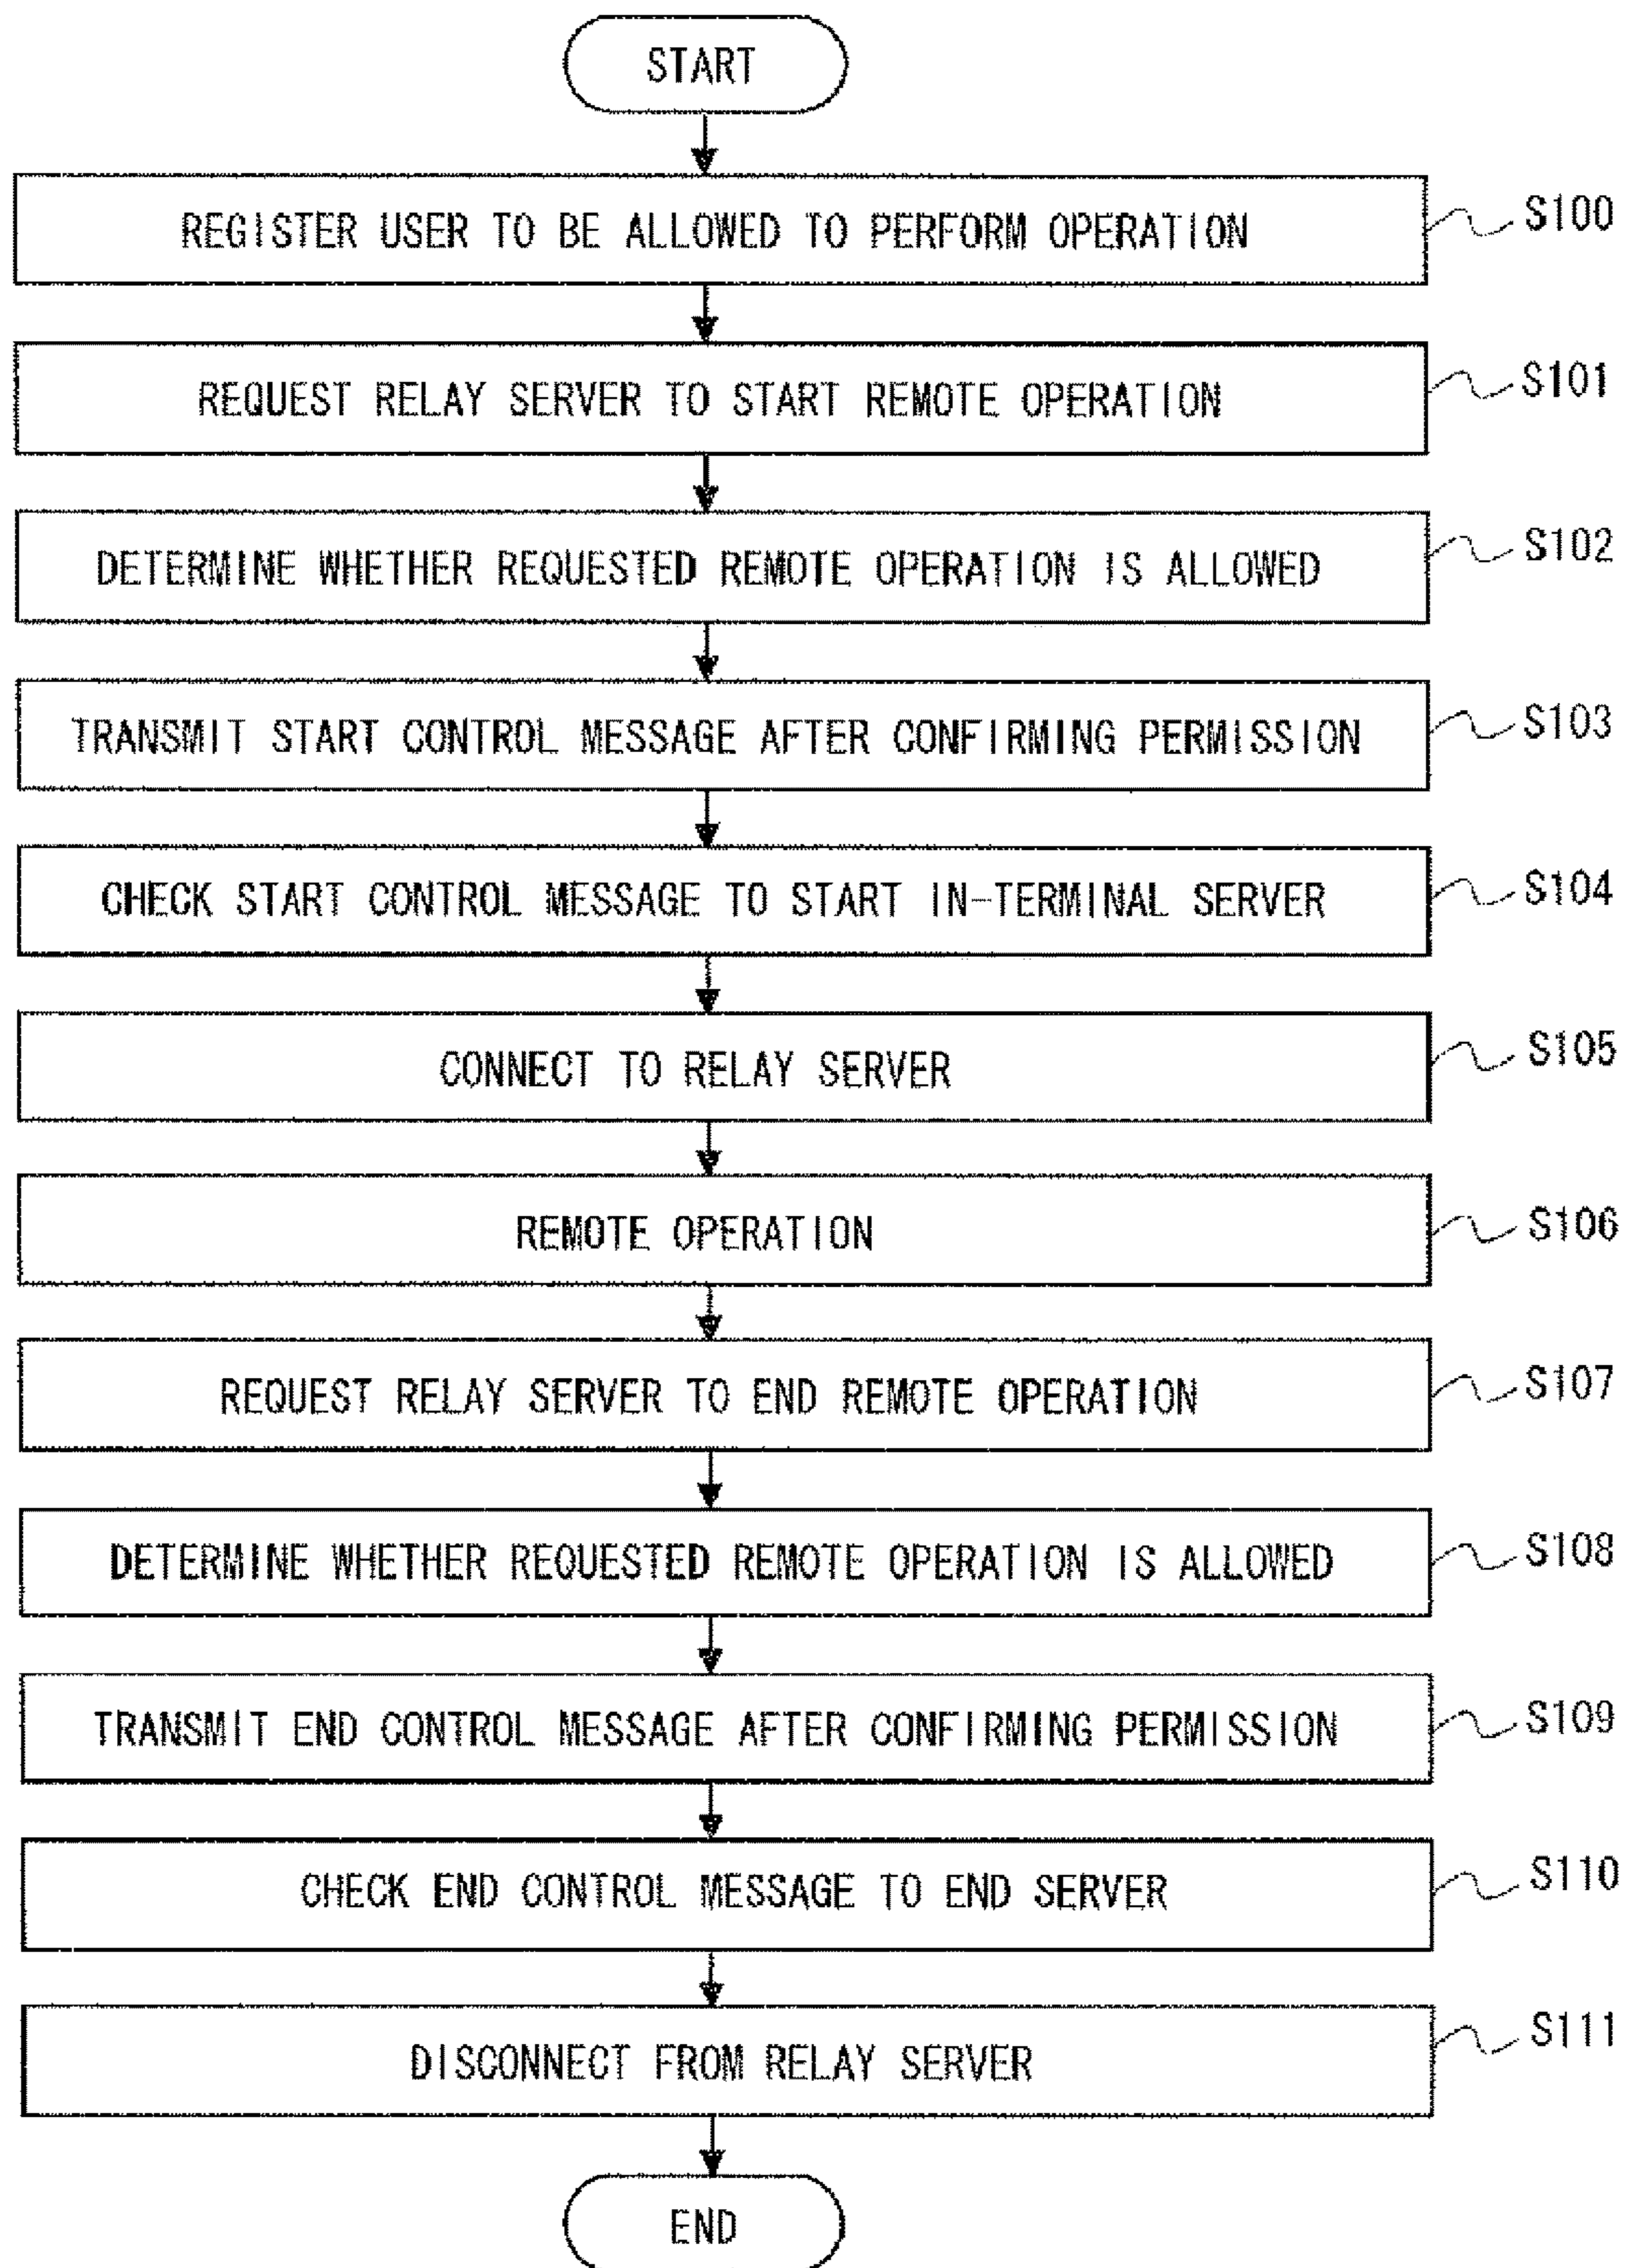 START
REGISTER USER TO BE ALLOWED TO PERFORM OPERATION
S100
REQUEST RELAY SERVER TO START REMOTE OPERATION
S101
DETERMINE WHETHER REQUESTED REMOTE OPERATION IS ALLOWED
S102
TRANSMIT START CONTROL MESSAGE AFTER CONFIRMING PERMISSION
S103
CHECK START CONTROL MESSAGE TO START IN-TERMINAL SERVER
S104
CONNECT TO RELAY SERVER
S105
REMOTE OPERATION
S106
REQUEST RELAY SERVER TO END REMOTE OPERATION
S107
DETERMINE WHETHER REQUESTED REMOTE OPERATION IS ALLOWED
S108
TRANSMIT END CONTROL MESSAGE AFTER CONFIRMING PERMISSION
S109
CHECK END CONTROL MESSAGE TO END SERVER
S110
DISCONNECT FROM RELAY SERVER
S111
END